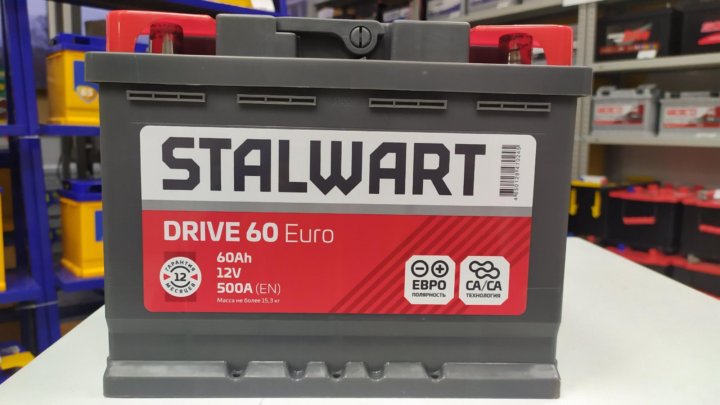 STALWART
DRIVE 60 Euro
60Ah
12V
500A (EN)
Масса не более 15,3 кг
ГАРАНТИЯ
12
МЕСЯЦЕВ
ЕВРО
ПОЛЯРНОСТЬ
CA/CA
ТЕХНОЛОГИЯ